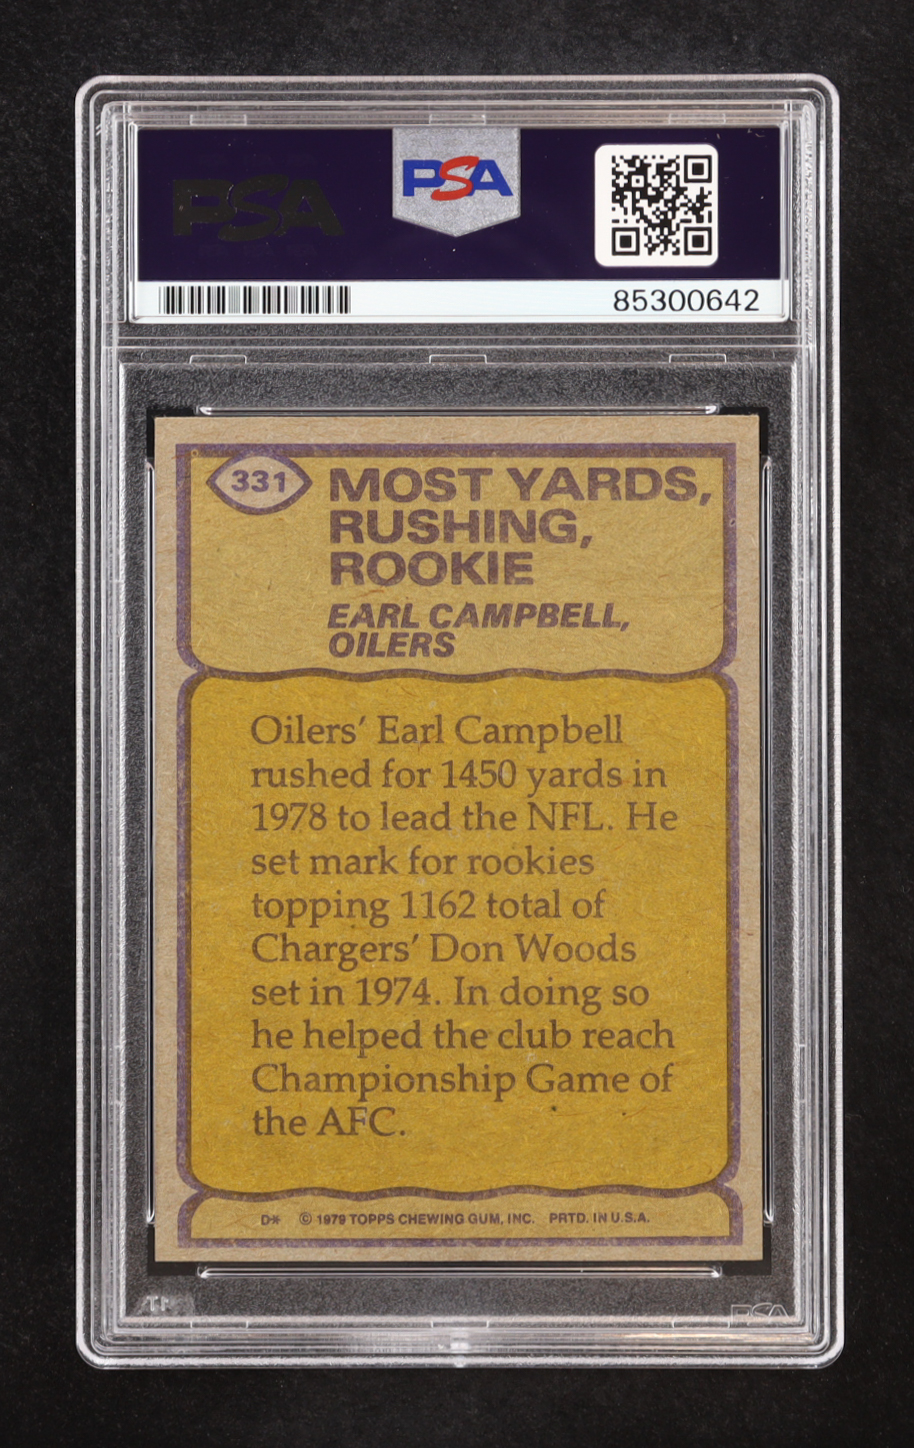 PSA
PSA
85300642
331
MOST YARDS,
RUSHING,
ROOKIE
EARL CAMPBELL,
OILERS
Oilers' Earl Campbell
rushed for 1450 yards in
1978 to lead the NFL. He
set mark for rookies
topping 1162 total of
Chargers' Don Woods
set in 1974. In doing so
he helped the club reach
Championship Game of
the AFC.
D* © 1979 TOPPS CHEWING GUM, INC. PRTD. IN U.S.A.
PSA